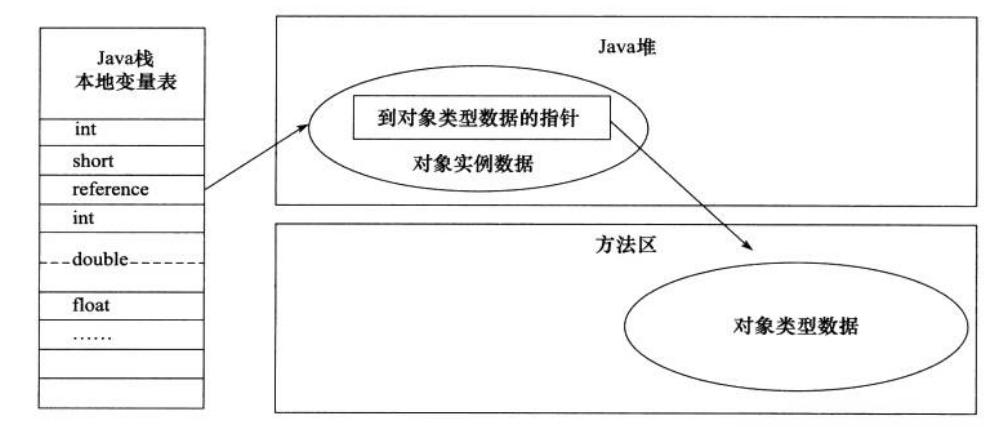 Java栈
本地变量表
int
short
reference
int
double
float
……
Java堆
到对象类型数据的指针
对象实例数据
方法区
对象类型数据